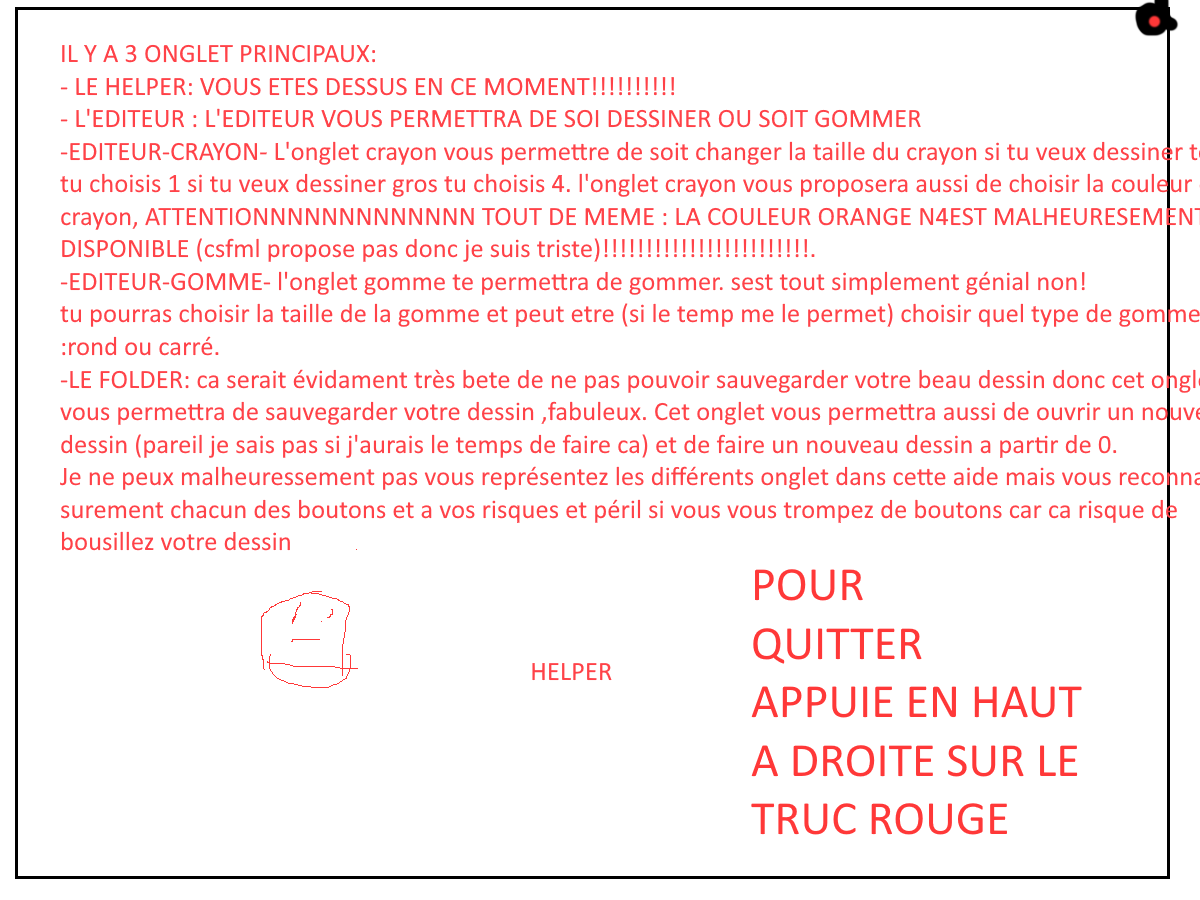 IL Y A 3 ONGLET PRINCIPAUX:
- LE HELPER: VOUS ETES DESSUS EN CE MOMENT!!!!!!!!!!
- L'EDITEUR : L'EDITEUR VOUS PERMETTRA DE SOI DESSINER OU SOIT GOMMER
-EDITEUR-CRAYON- L'onglet crayon vous permettre de soit changer la taille du crayon si tu veux dessiner
tu choisis 1 si tu veux dessiner gros tu choisis 4. l'onglet crayon vous proposera aussi de choisir la couleur
crayon, ATTENTIONNNNNNNNNNNNN TOUT DE MEME : LA COULEUR ORANGE N4EST MALHEURESEMENT
DISPONIBLE (csfml propose pas donc je suis triste)!!!!!!!!!!!!!!!!!!!!!!!!.
-EDITEUR-GOMME- l'onglet gomme te permettra de gommer. sest tout simplement génial non!
tu pourras choisir la taille de la gomme et peut etre (si le temp me le permet) choisir quel type de gomme
:rond ou carré.
-LE FOLDER: ca serait évidament très bete de ne pas pouvoir sauvegarder votre beau dessin donc cet
vous permettra de sauvegarder votre dessin ,fabuleux. Cet onglet vous permettra aussi de ouvrir un
dessin (pareil je sais pas si j'aurais le temps de faire ca) et de faire un nouveau dessin a partir de 0.
Je ne peux malheuressement pas vous représentez les différents onglet dans cette aide mais vous
surement chacun des boutons et a vos risques et péril si vous vous trompez de boutons car ca risque de
bousillez votre dessin
HELPER
POUR
QUITTER
APPUIE EN HAUT
A DROITE SUR LE
TRUC ROUGE